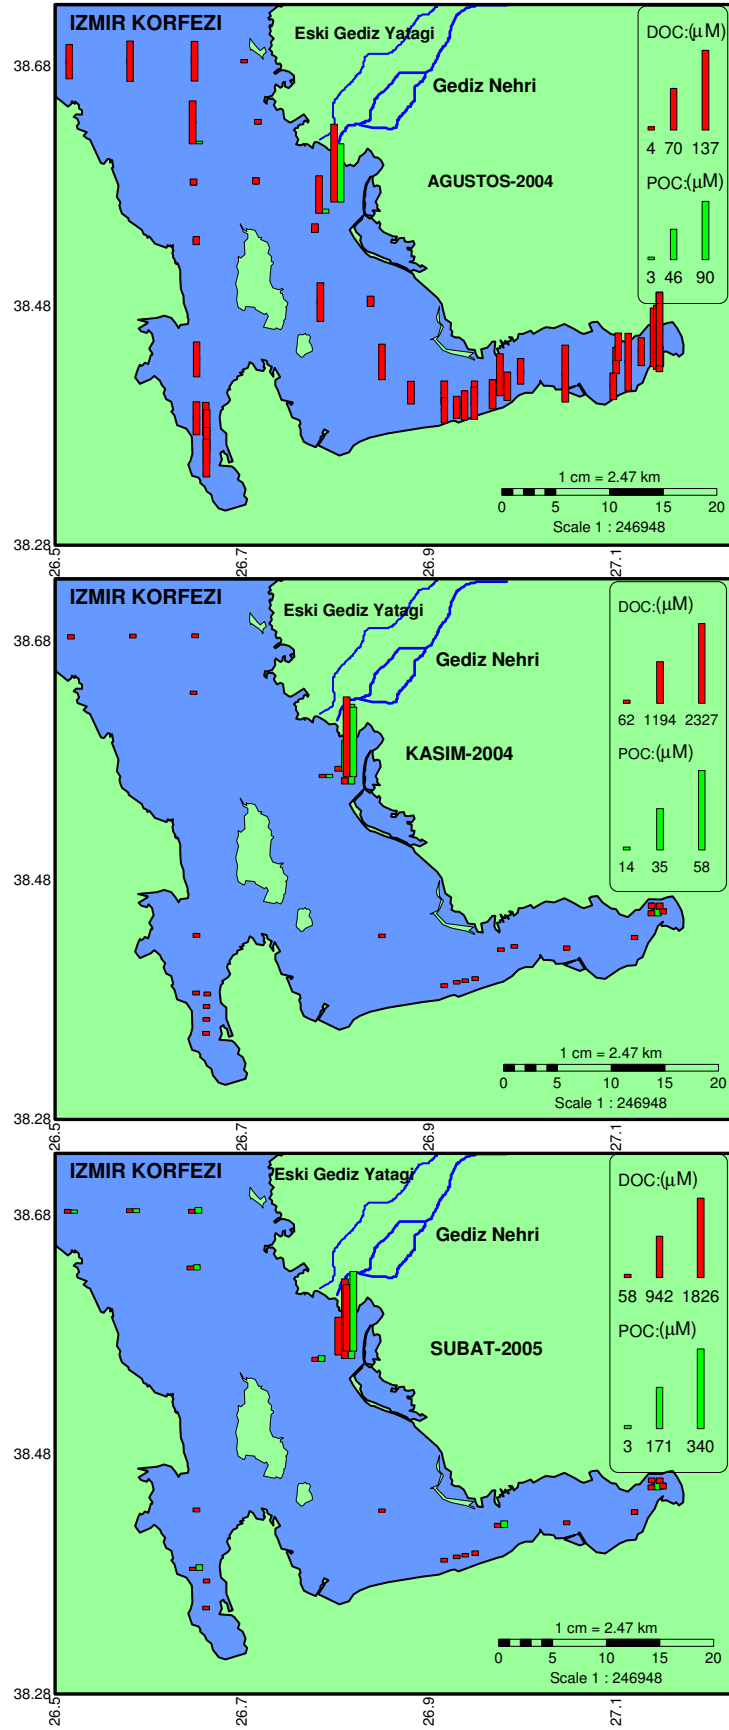 IZMIR KORFEZI
Eski Gediz Yatagi
DOC:(µM)
38.68
Gediz Nehri
4 70 137
AGUSTOS-2004
POC:(µM)
3 46 90
38.48
1 cm = 2.47 km
0 5 10 15 20
Scale 1 : 246948
38.28
26.5 26.7 26.9 27.1
IZMIR KORFEZI
Eski Gediz Yatagi
DOC:(µM)
38.68
Gediz Nehri
62 1194 2327
KASIM-2004
POC:(µM)
14 35 58
38.48
1 cm = 2.47 km
0 5 10 15 20
Scale 1 : 246948
38.28
26.5 26.7 26.9 27.1
IZMIR KORFEZI
Eski Gediz Yatagi
DOC:(µM)
38.68
Gediz Nehri
58 942 1826
POC:(µM)
SUBAT-2005
3 171 340
38.48
1 cm = 2.47 km
0 5 10 15 20
Scale 1 : 246948
38.28
26.5 26.7 26.9 27.1